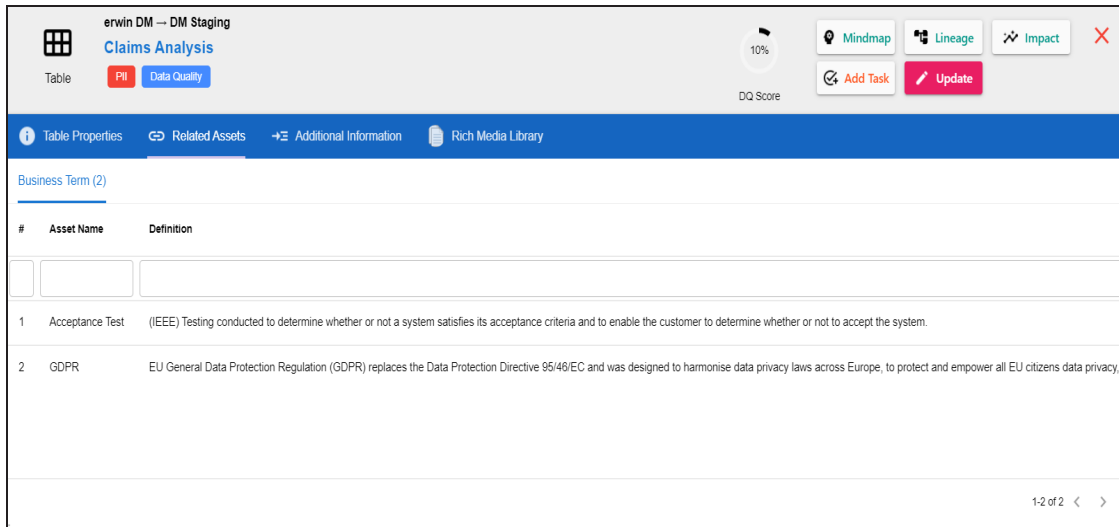 erwin DM → DM Staging
Claims Analysis
Table
PII Data Quality
10%
DQ Score
Mindmap Lineage Impact
Add Task Update
Table Properties Related Assets Additional Information Rich Media Library
Business Term (2)
# Asset Name Definition
1 Acceptance Test (IEEE) Testing conducted to determine whether or not a system satisfies its acceptance criteria and to enable the customer to determine whether or not to accept the system.
2 GDPR EU General Data Protection Regulation (GDPR) replaces the Data Protection Directive 95/46/EC and was designed to harmonise data privacy laws across Europe, to protect and empower all EU citizens data privacy,
1-2 of 2